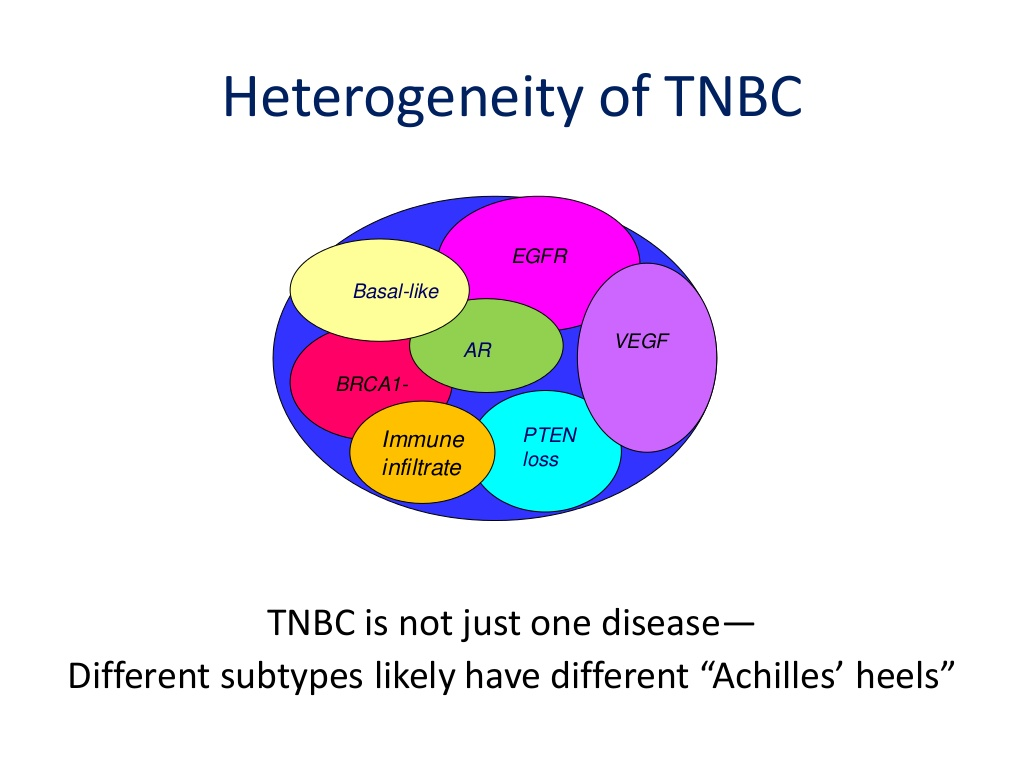 Heterogeneity of TNBC
EGFR
Basal-like
VEGF
AR
BRCA1-
Immune
infiltrate
PTEN
loss
TNBC is not just one disease—
Different subtypes likely have different “Achilles’ heels”